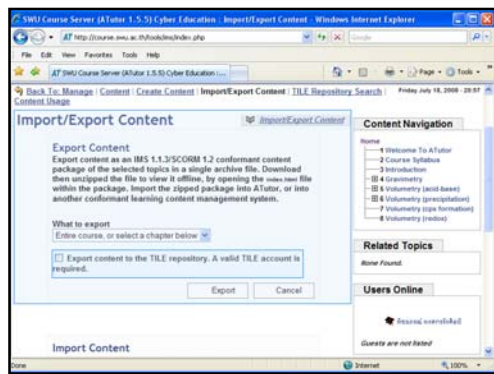 SWU Course Server (ATutor 1.5.5) Cyber Education : Import/Export Content - Windows Internet Explorer
AT http://course.swu.ac.th/tools/ims/index.php
Google
File Edit View Favorites Tools Help
AT SWU Course Server (ATutor 1.5.5) Cyber Education : ...
Page Tools
Back To: Manage | Content | Create Content | Import/Export Content | TILE Repository Search |
Content Usage
Friday July 18, 2008 - 20:57
Import/Export Content
Import/Export Content
Export Content
Export content as an IMS 1.1.3/SCORM 1.2 conformant content
package of the selected topics in a single archive file. Download
then unzipped the file to view it offline, by opening the index.html file
within the package. Import the zipped package into ATutor, or into
another conformant learning content management system.
What to export
Entire course, or select a chapter below
Export content to the TILE repository. A valid TILE account is
required.
Export Cancel
Import Content
Content Navigation
Home
1 Welcome To ATutor
2 Course Syllabus
3 Introduction
4 Gravimetry
5 Volumetry (acid-base)
6 Volumetry (precipitation)
7 Volumetry (cpx formation)
8 Volumetry (redox)
Related Topics
None Found.
Users Online
Guests are not listed
Done
Internet
100%